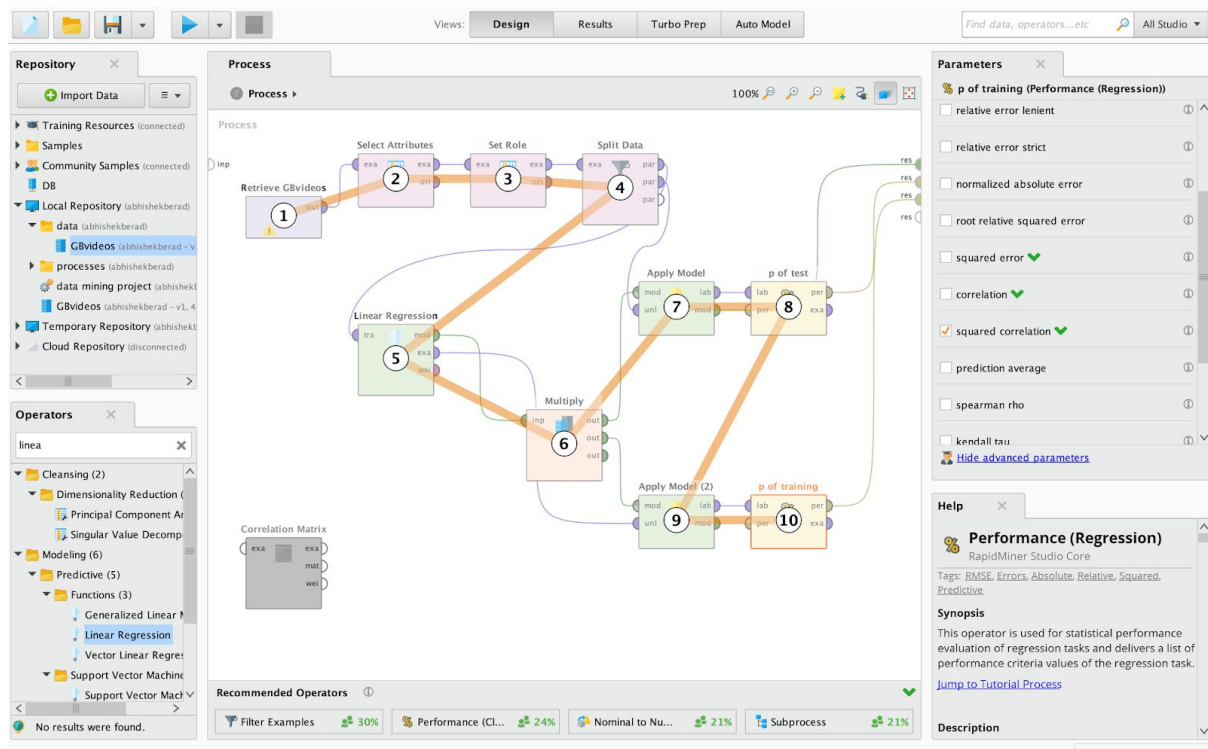 Views:
Design
Results
Turbo Prep
Auto Model
Find data, operators...etc
All Studio
Repository
Import Data
Training Resources (connected)
Samples
Community Samples (connected)
DB
Local Repository (abhishekberad)
data (abhishekberad)
GBvideos (abhishekberad – v
processes (abhishekberad)
data mining project (abhishekl
GBvideos (abhishekberad – v1, 4
Temporary Repository (abhishekb
Cloud Repository (disconnected)
Operators
linea
Cleansing (2)
Dimensionality Reduction (
Principal Component Ar
Singular Value Decomp
Modeling (6)
Predictive (5)
Functions (3)
Generalized Linear M
Linear Regression
Vector Linear Regres
Support Vector Machine
Support Vector Mach
No results were found.
Process
Process
100%
Process
inp
Retrieve GBvideos
out
1
Select Attributes
exa exa
ori
2
Set Role
exa exa
ori
3
Split Data
exa par
par
par
4
res
res
res
res
Linear Regression
tra mod
exa
wei
5
Multiply
inp out
out
out
6
Apply Model
mod lab
unl mod
7
p of test
lab per
per exa
8
Apply Model (2)
mod lab
unl mod
9
p of training
lab per
per exa
10
Correlation Matrix
exa exa
mat
wei
Recommended Operators
Filter Examples 30%
Performance (Cl... 24%
Nominal to Nu... 21%
Subprocess 21%
Parameters
p of training (Performance (Regression))
relative error lenient
relative error strict
normalized absolute error
root relative squared error
squared error
correlation
squared correlation
prediction average
spearman rho
kendall tau
Hide advanced parameters
Help
Performance (Regression)
RapidMiner Studio Core
Tags: RMSE, Errors, Absolute, Relative, Squared,
Predictive
Synopsis
This operator is used for statistical performance
evaluation of regression tasks and delivers a list of
performance criteria values of the regression task.
Jump to Tutorial Process
Description